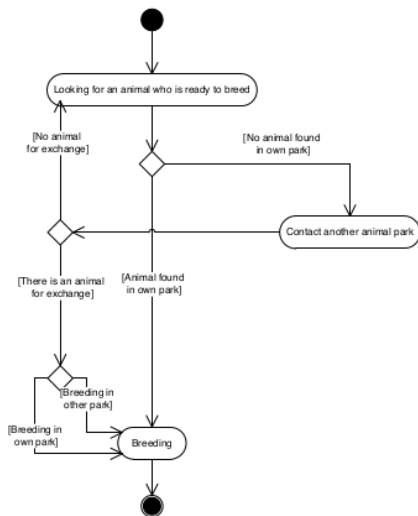 Looking for an animal who is ready to breed
[No animal
for exchange]
[No animal found
in own park]
Contact another animal park
[There is an animal
for exchange]
[Animal found
in own park]
[Breeding in
other park]
[Breeding in
own park]
Breeding